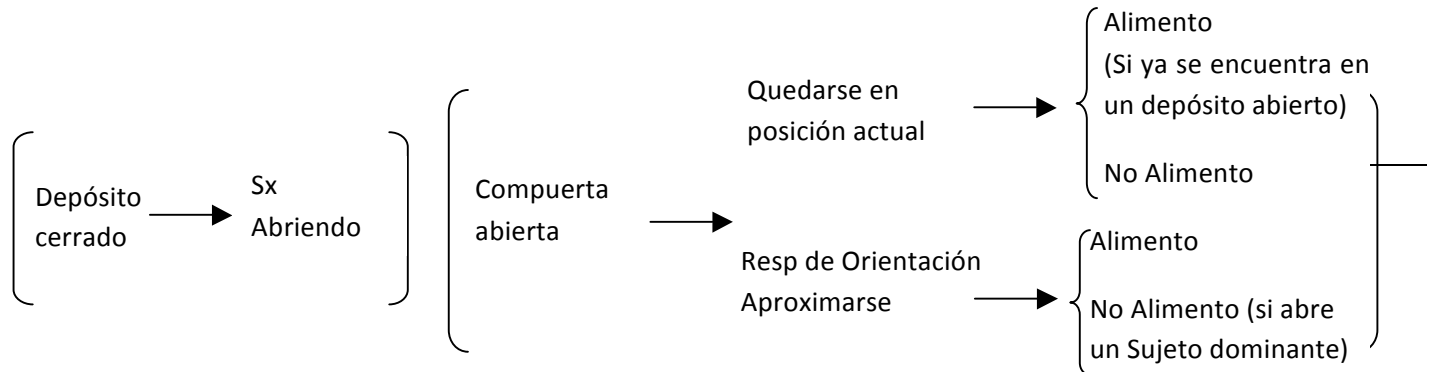 Depósito
cerrado
Sx
Abriendo
Compuerta
abierta
Quedarse en
posición actual
Alimento
(Si ya se encuentra en
un depósito abierto)
No Alimento
Resp de Orientación
Aproximarse
Alimento
No Alimento (si abre
un Sujeto dominante)